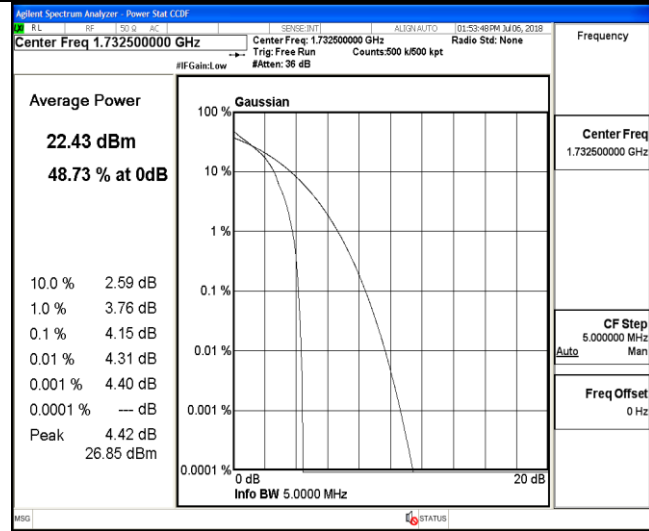 Agilent Spectrum Analyzer - Power Stat CCDF
RL RF 50 Ω AC SENSE:INT ALIGNAUTO 01:53:48PM Jul 06, 2018
Center Freq 1.732500000 GHz
Center Freq: 1.732500000 GHz Radio Std: None
Trig: Free Run Counts:500 k/500 kpt
#IFGain:Low #Atten: 36 dB
Frequency
Average Power
22.43 dBm
48.73 % at 0dB
10.0 % 2.59 dB
1.0 % 3.76 dB
0.1 % 4.15 dB
0.01 % 4.31 dB
0.001 % 4.40 dB
0.0001 % --- dB
Peak 4.42 dB
26.85 dBm
Gaussian
100 %
10 %
1 %
0.1 %
0.01 %
0.001 %
0.0001 %
0 dB 20 dB
Info BW 5.0000 MHz
Center Freq
1.732500000 GHz
CF Step
5.000000 MHz
Auto Man
Freq Offset
0 Hz
MSG STATUS